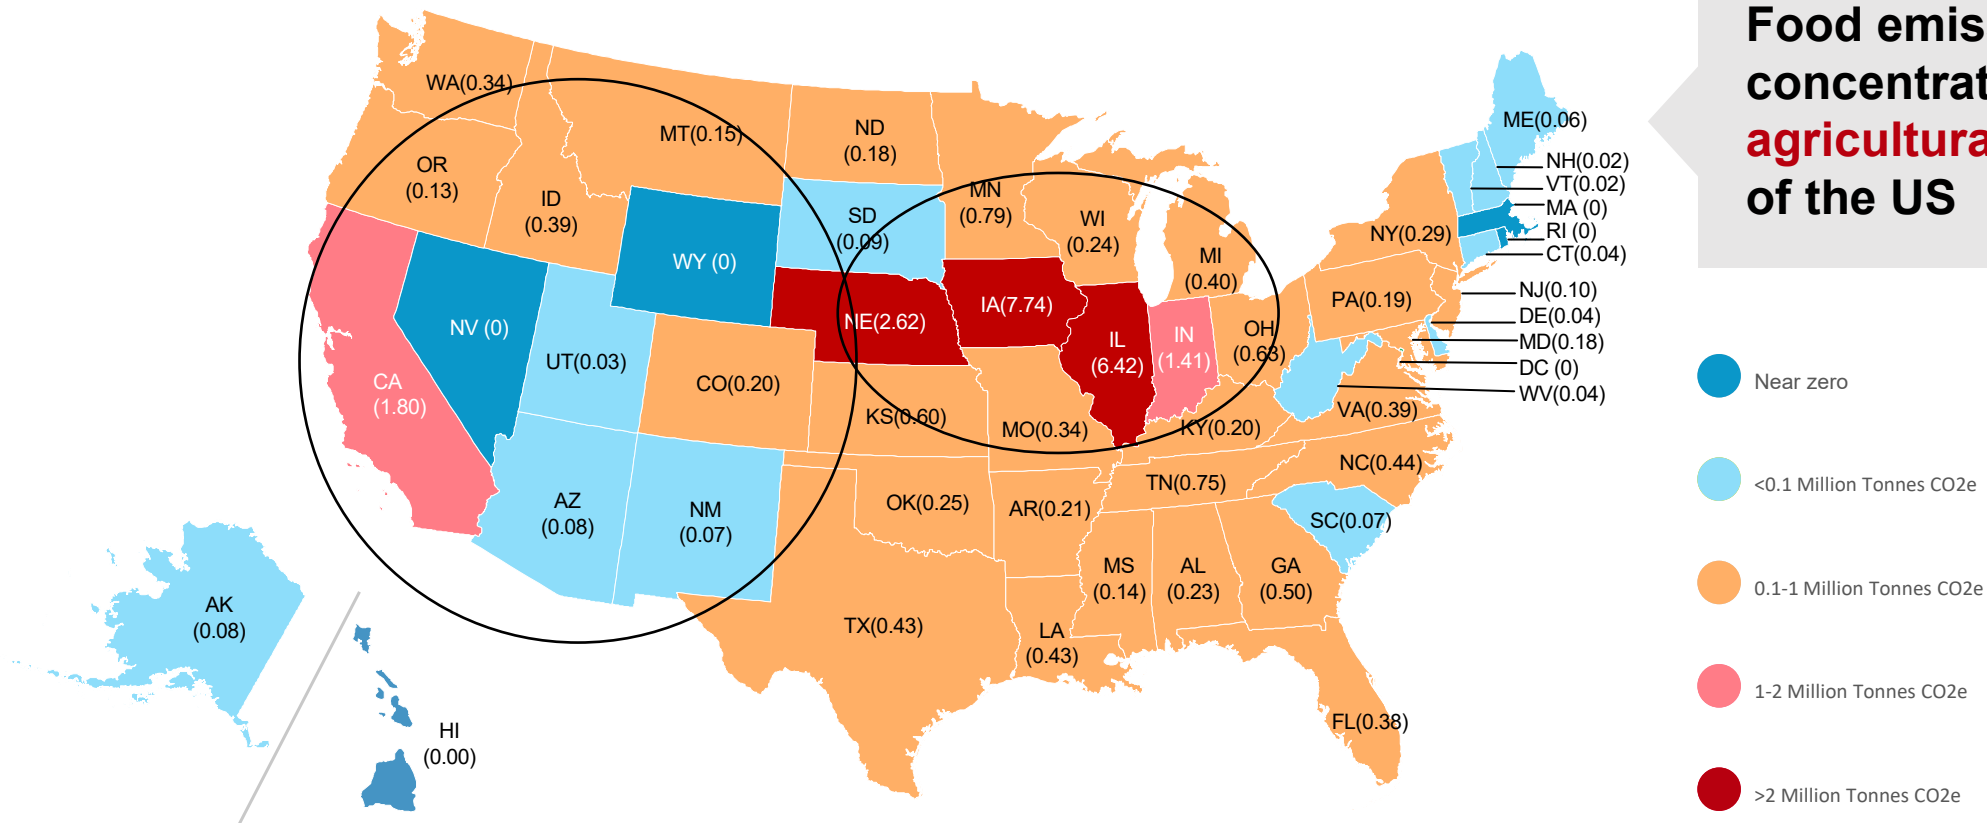 WA(0.34)
MT(0.15)
ND
(0.18)
OR
(0.13)
ID
(0.39)
MN
(0.79)
SD
(0.09)
WI
(0.24)
MI
(0.40)
WY (0)
NE(2.62)
IA(7.74)
IL
(6.42)
IN
(1.41)
OH
(0.63)
NV (0)
UT(0.03)
CO(0.20)
CA
(1.80)
KS(0.60)
MO(0.34)
KY(0.20)
AZ
(0.08)
NM
(0.07)
OK(0.25)
AR(0.21)
TN(0.75)
NC(0.44)
SC(0.07)
MS
(0.14)
AL
(0.23)
GA
(0.50)
TX(0.43)
LA
(0.43)
FL(0.38)
AK
(0.08)
HI
(0.00)
NY(0.29)
PA(0.19)
VA(0.39)
ME(0.06)
NH(0.02)
VT(0.02)
MA (0)
RI (0)
CT(0.04)
NJ(0.10)
DE(0.04)
MD(0.18)
DC (0)
WV(0.04)
Food emis
concentrat
agricultura
of the US
Near zero
<0.1 Million Tonnes CO2e
0.1-1 Million Tonnes CO2e
1-2 Million Tonnes CO2e
>2 Million Tonnes CO2e